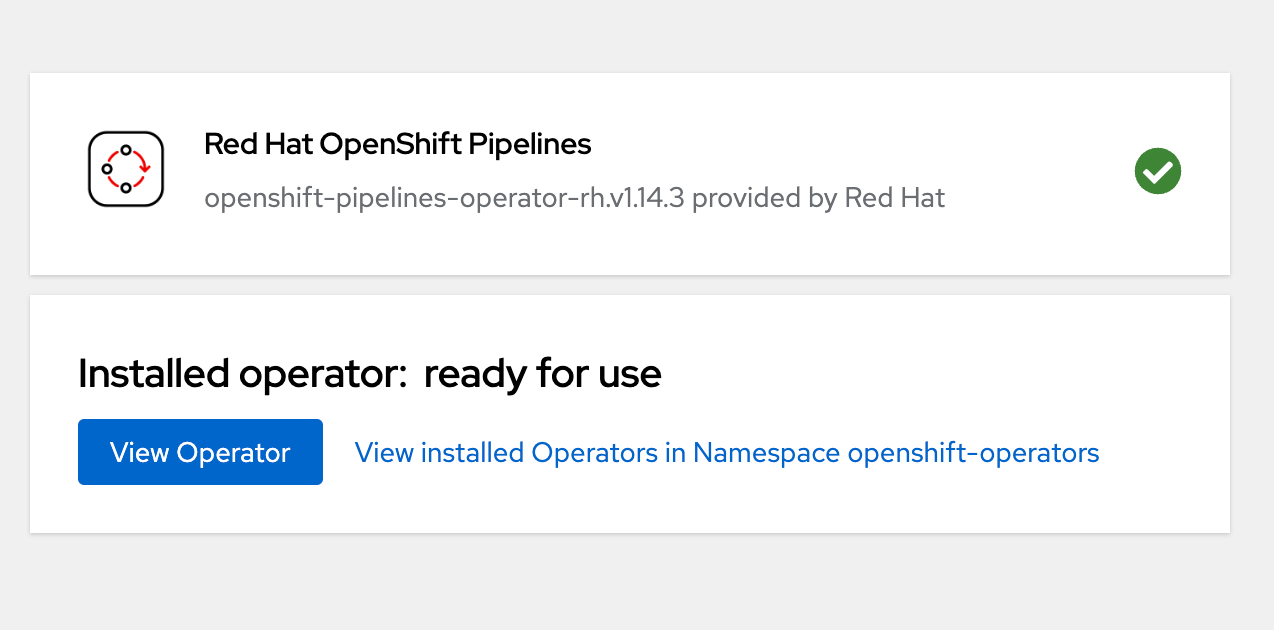 Red Hat OpenShift Pipelines
openshift-pipelines-operator-rh.v1.14.3 provided by Red Hat
Installed operator: ready for use
View Operator
View installed Operators in Namespace openshift-operators